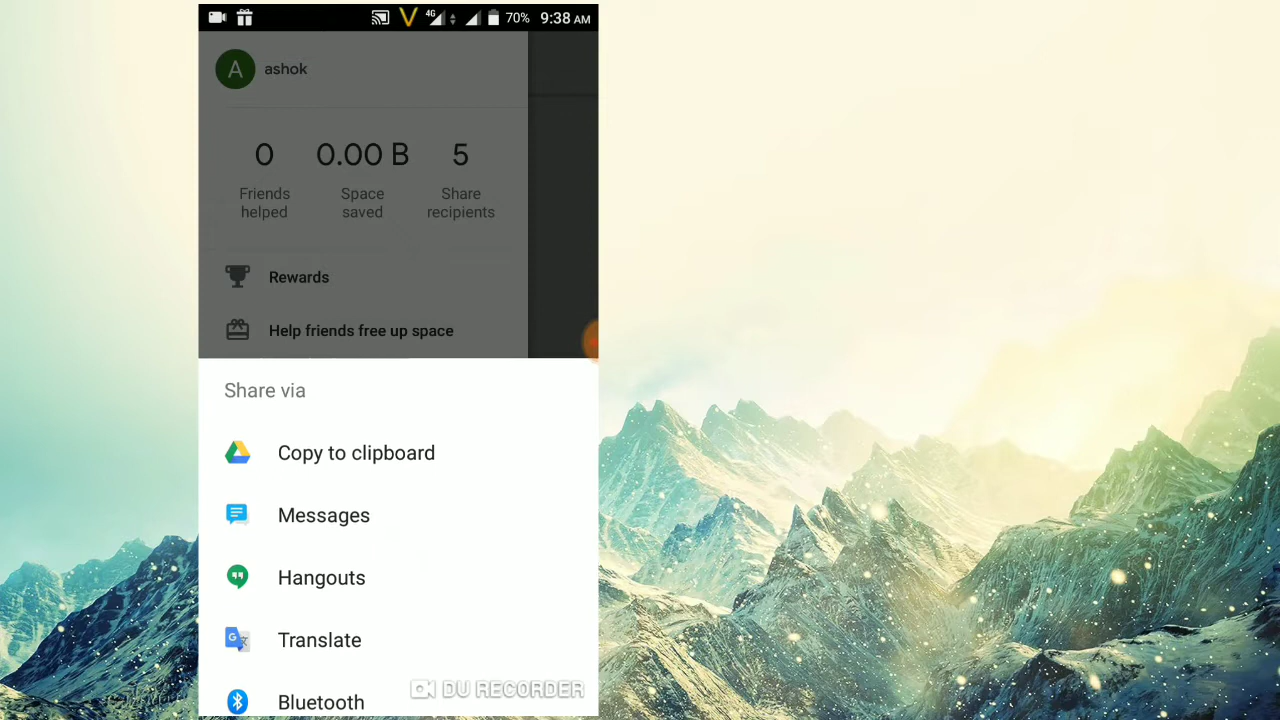 4G 70% 9:38 AM
A ashok
0 0.00 B 5
Friends helped
Space saved
Share recipients
Rewards
Help friends free up space
Share via
Copy to clipboard
Messages
Hangouts
Translate
Bluetooth
DU RECORDER